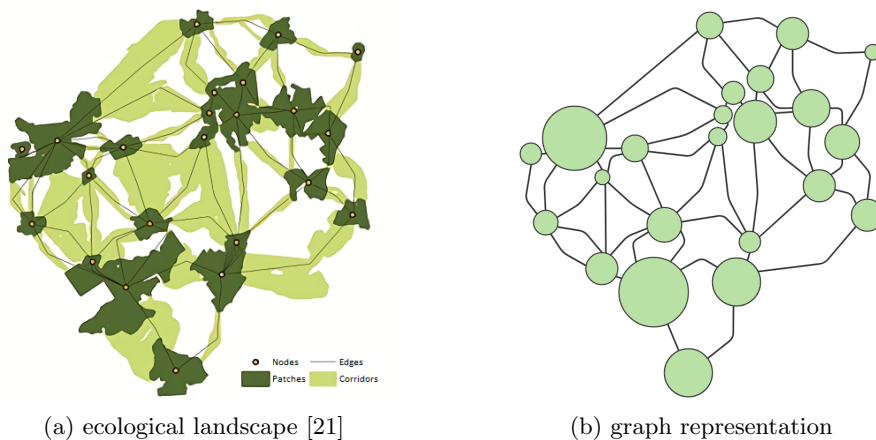 Nodes Edges
Patches Corridors
(a) ecological landscape [21]
(b) graph representation